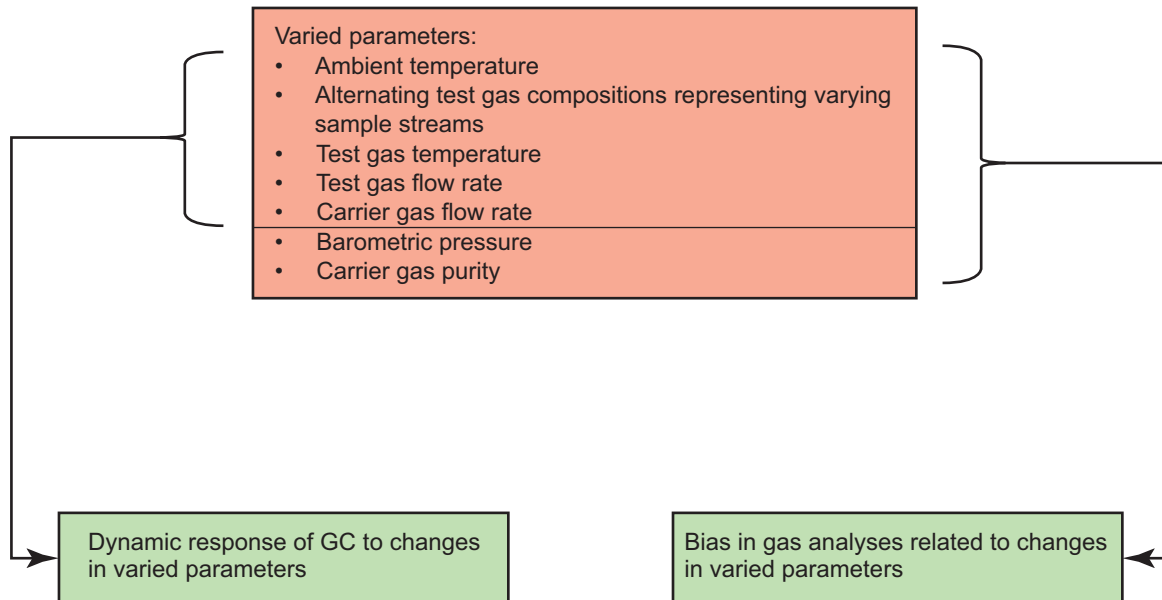 Varied parameters:
• Ambient temperature
• Alternating test gas compositions representing varying
sample streams
• Test gas temperature
• Test gas flow rate
• Carrier gas flow rate
• Barometric pressure
• Carrier gas purity
Dynamic response of GC to changes
in varied parameters
Bias in gas analyses related to changes
in varied parameters